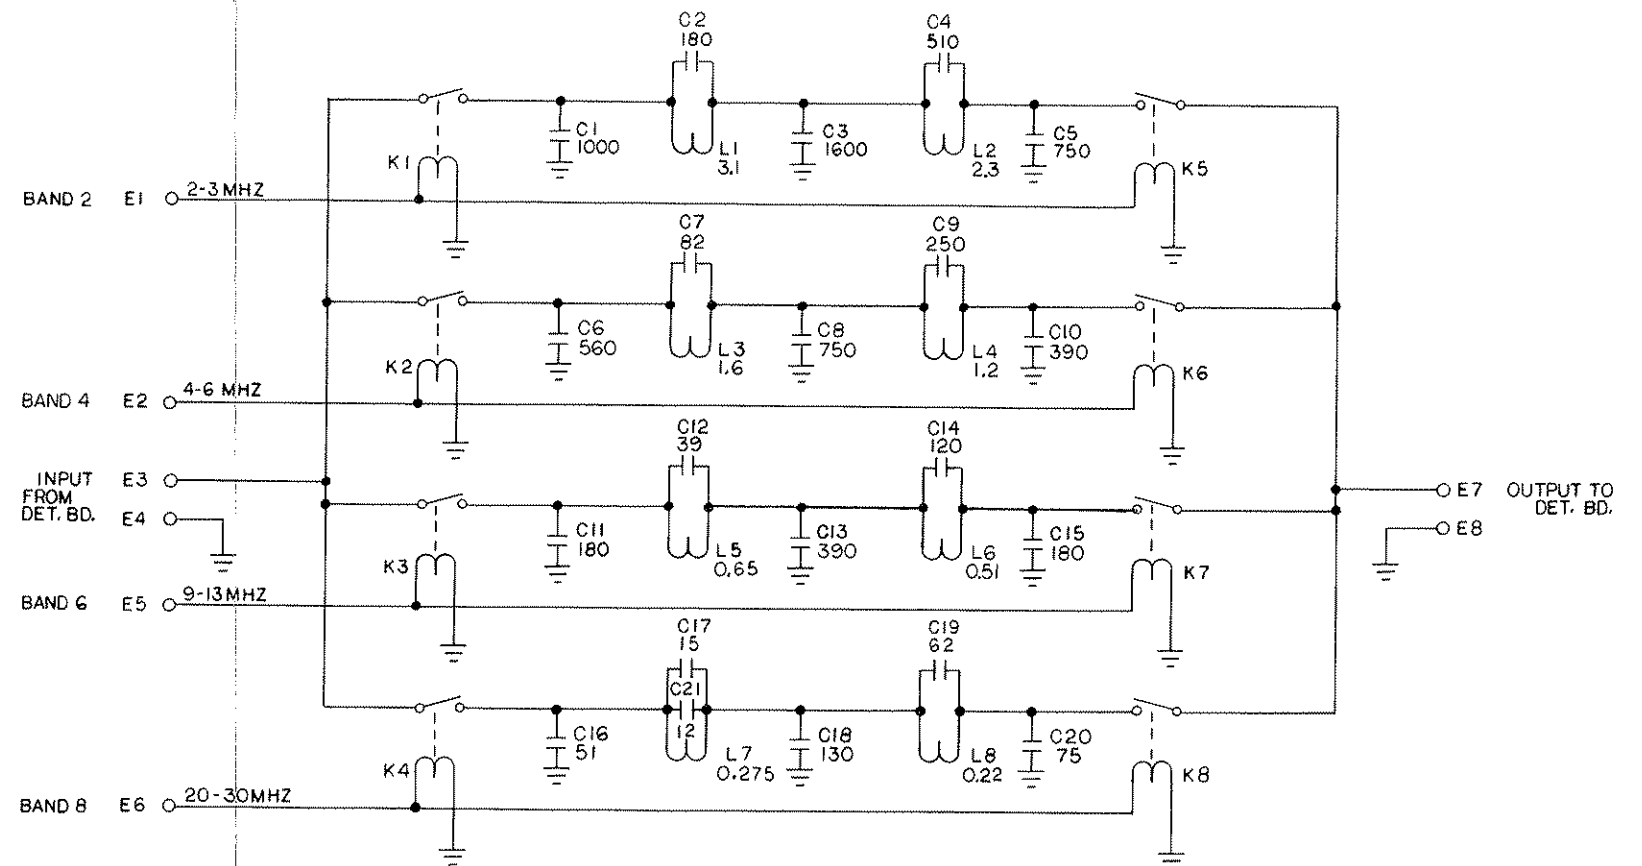 C2
180
C4
510
C1
1000
L1
3.1
C3
1600
L2
2.3
C5
750
K1
K5
BAND 2 E1 2-3 MHZ
C7
82
C9
250
C6
560
L3
1.6
C8
750
L4
1.2
C10
390
K2
K6
BAND 4 E2 4-6 MHZ
C12
39
C14
120
INPUT
FROM
DET. BD.
E3
E4
E7
E8
OUTPUT TO
DET. BD.
C11
180
L5
0.65
C13
390
L6
0.51
C15
180
K3
K7
BAND 6 E5 9-13 MHZ
C17
15
C21
12
C19
62
C16
51
L7
0.275
C18
130
L8
0.22
C20
75
K4
K8
BAND 8 E6 20-30MHZ